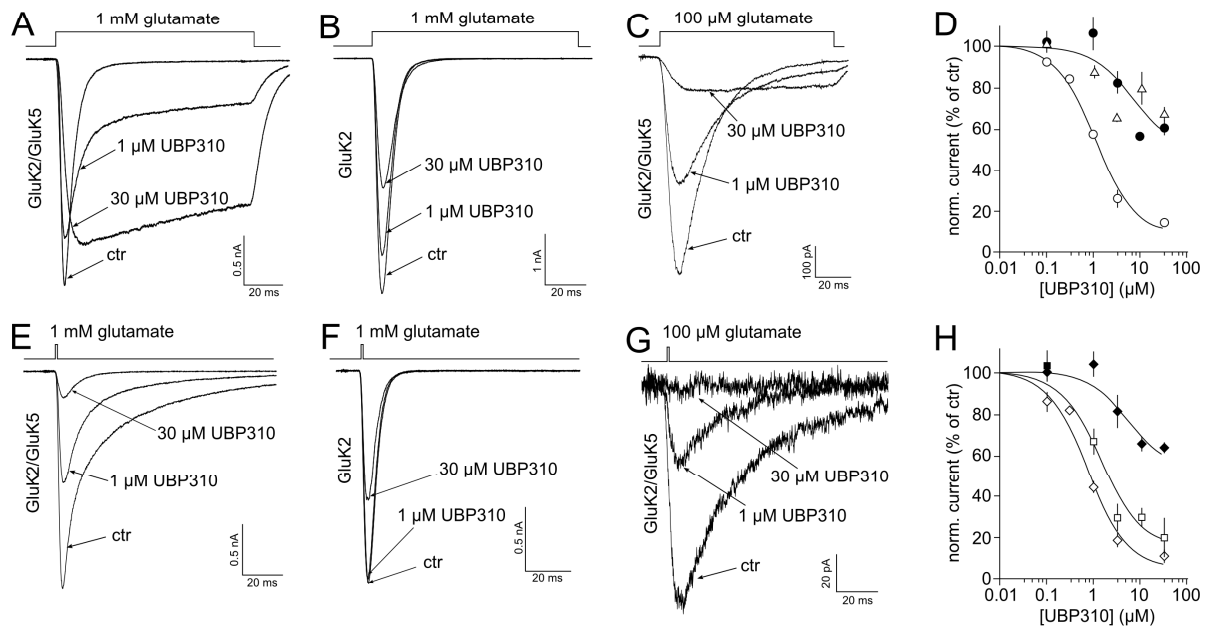 A
1 mM glutamate
GluK2/GluK5
1 µM UBP310
30 µM UBP310
ctr
0.5 nA
20 ms
B
1 mM glutamate
GluK2
30 µM UBP310
1 µM UBP310
ctr
1 nA
20 ms
C
100 µM glutamate
GluK2/GluK5
30 µM UBP310
1 µM UBP310
ctr
100 pA
20 ms
D
norm. current (% of ctr)
100
80
60
40
20
0
0.01 0.1 1 10 100
[UBP310] (µM)
E
1 mM glutamate
GluK2/GluK5
30 µM UBP310
1 µM UBP310
ctr
0.5 nA
20 ms
F
1 mM glutamate
GluK2
30 µM UBP310
1 µM UBP310
ctr
0.5 nA
20 ms
G
100 µM glutamate
GluK2/GluK5
30 µM UBP310
1 µM UBP310
ctr
20 pA
20 ms
H
norm. current (% of ctr)
100
80
60
40
20
0
0.01 0.1 1 10 100
[UBP310] (µM)